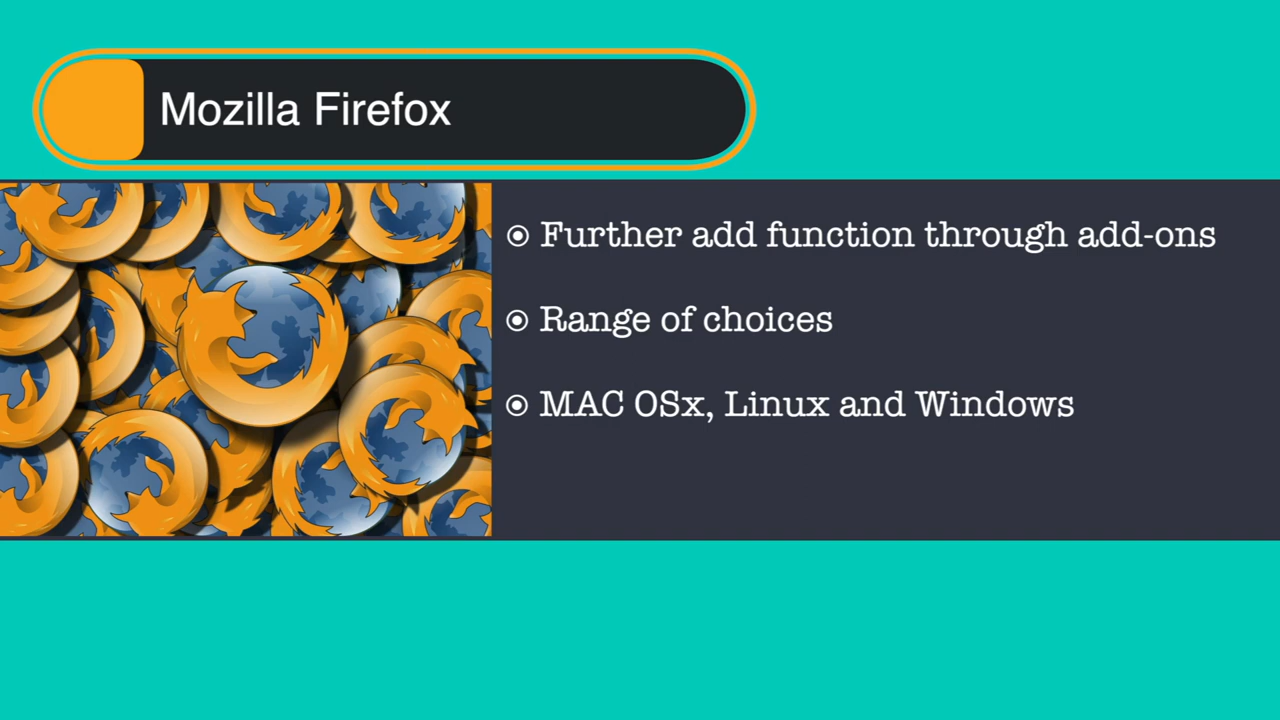 Mozilla Firefox
Further add function through add-ons
Range of choices
MAC OSx, Linux and Windows